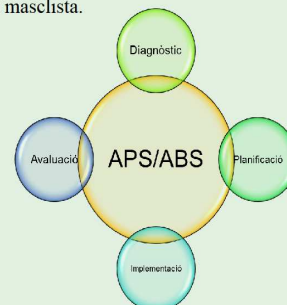 masclista.
Diagnòstic
Avaluació
APS/ABS
Planificació
Implementació